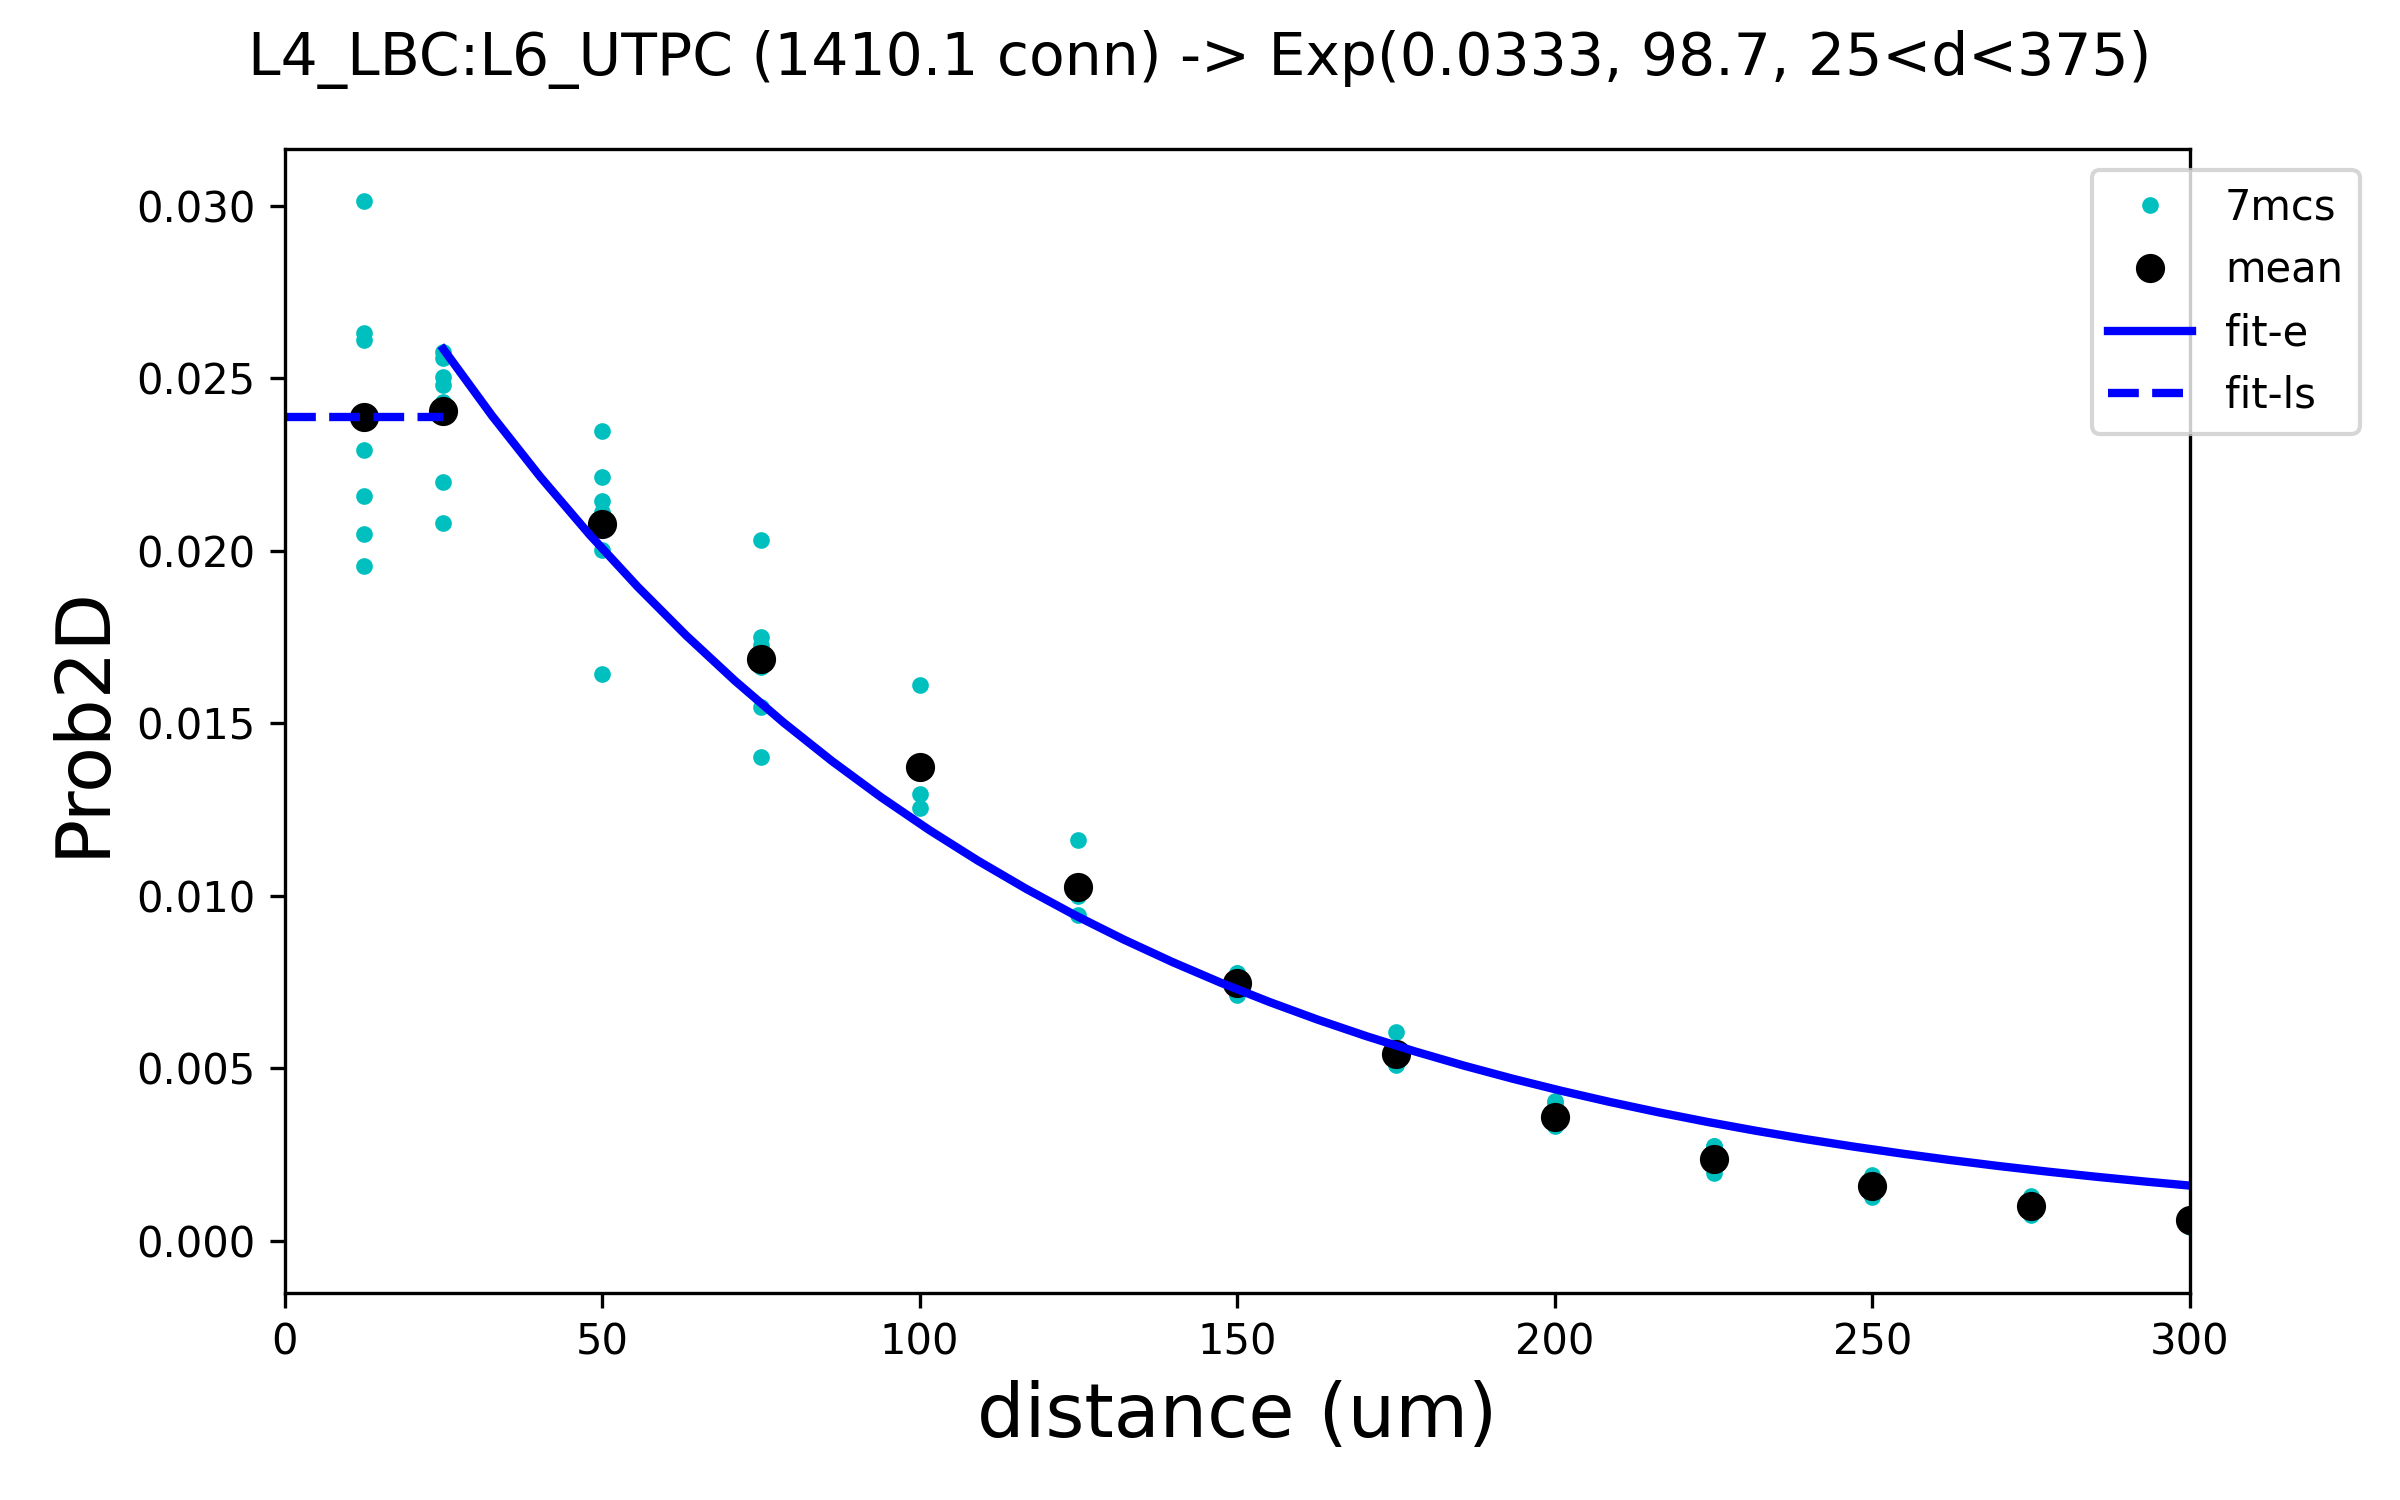 L4_LBC:L6_UTPC (1410.1 conn) -> Exp(0.0333, 98.7, 25<d<375)
7mcs
mean
fit-e
fit-ls
Prob2D
0.030
0.025
0.020
0.015
0.010
0.005
0.000
0 50 100 150 200 250 300
distance (um)